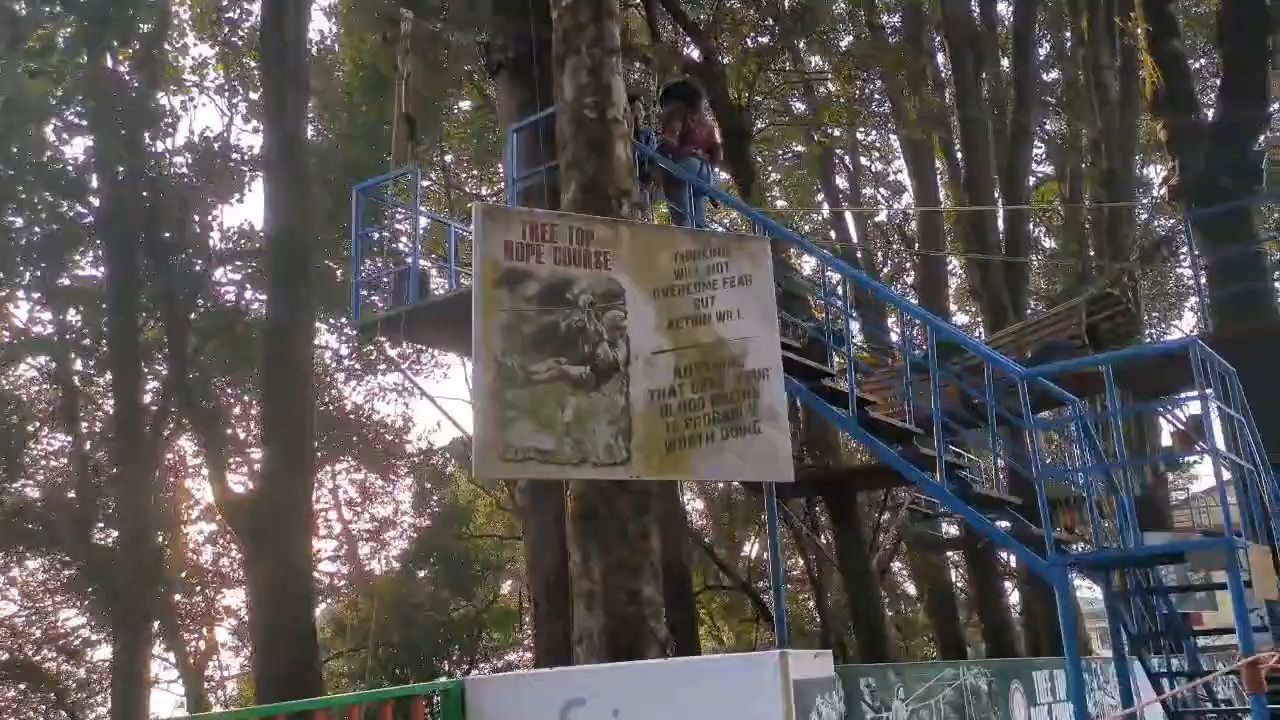 TREE TOP
ROPE COURSE
THINKING
WILL NOT
OVERCOME FEAR
BUT
ACTION WILL
THAT GETS YOUR
BLOOD RACING
IS PROBABLY
WORTH DOING